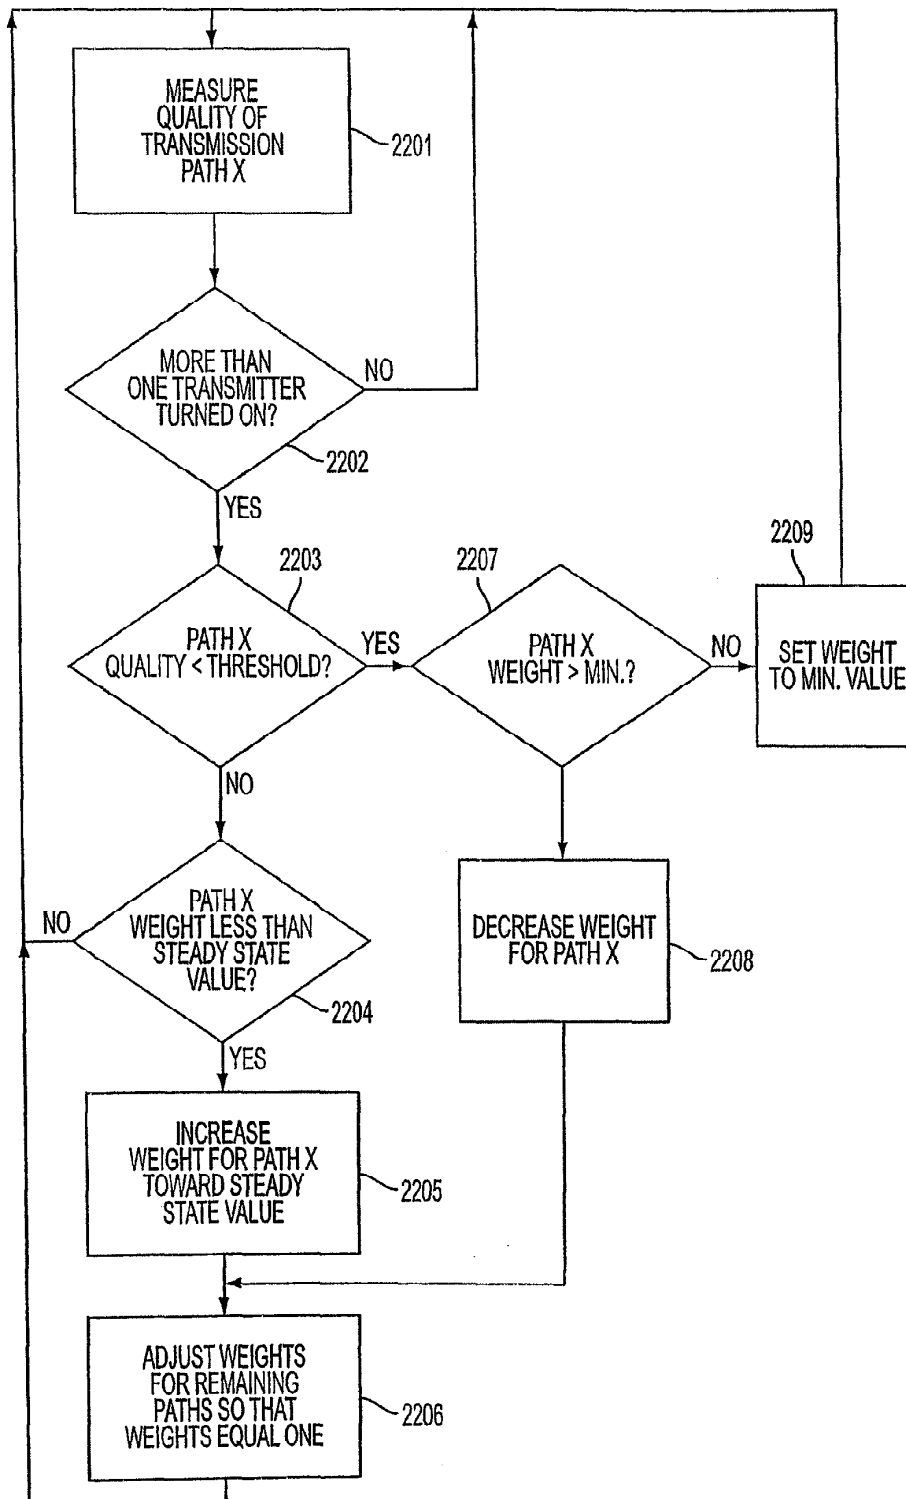 MEASURE
QUALITY OF
TRANSMISSION
PATH X
2201
MORE THAN
ONE TRANSMITTER
TURNED ON?
NO
2202
YES
2203
PATH X
QUALITY < THRESHOLD?
YES
2207
PATH X
WEIGHT > MIN.?
NO
2209
SET WEIGHT
TO MIN. VALUE
NO
PATH X
WEIGHT LESS THAN
STEADY STATE
VALUE?
NO
2204
YES
DECREASE WEIGHT
FOR PATH X
2208
INCREASE
WEIGHT FOR PATH X
TOWARD STEADY
STATE VALUE
2205
ADJUST WEIGHTS
FOR REMAINING
PATHS SO THAT
WEIGHTS EQUAL ONE
2206